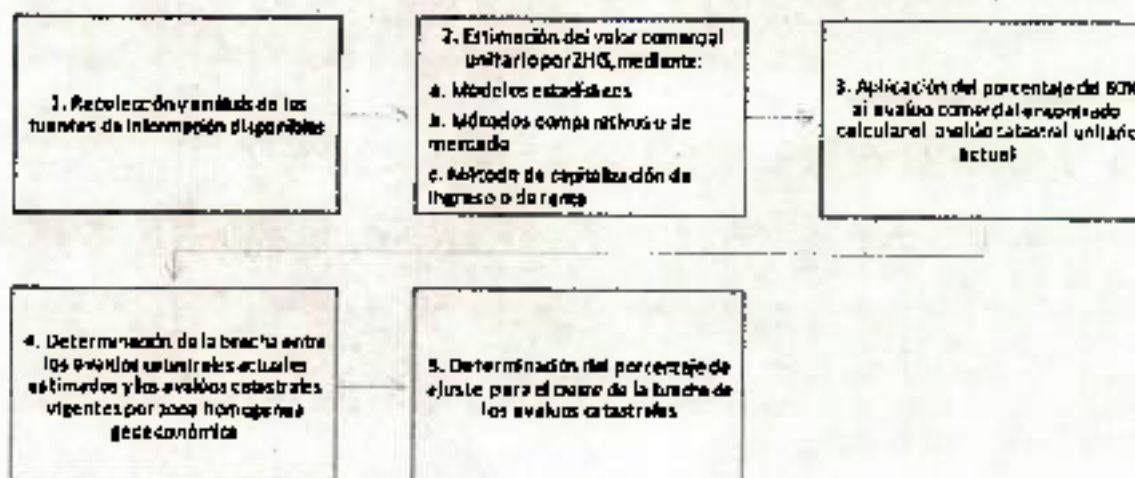 1. Recolección y análisis de las
fuentes de información disponibles
2. Estimación del valor comercial
unitario por ZHG, mediante:
a. Modelos estadísticos
b. Métodos comparativos o de
mercado
c. Método de capitalización de
ingreso o de renta
3. Aplicación del porcentaje del 60%
al avalúo comercial encontrado
calcular el avalúo catastral unitario
actual
4. Determinación de la brecha entre
los avalúos catastrales actuales
estimados y los avalúos catastrales
vigentes por zona homogénea
geoeconómica
5. Determinación del porcentaje de
ajuste para el cierre de la brecha de
los avalúos catastrales